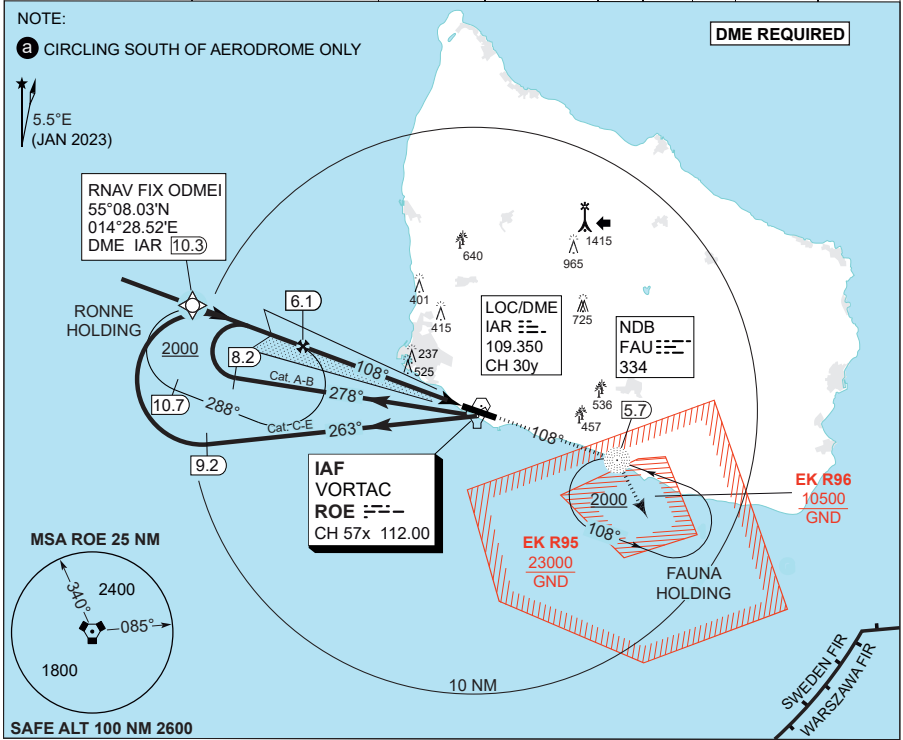 NOTE:
a CIRCLING SOUTH OF AERODROME ONLY
DME REQUIRED
5.5°E
(JAN 2023)
RNAV FIX ODMEI
55°08.03'N
014°28.52'E
DME IAR 10.3
RONNE
HOLDING
2000
6.1
8.2
10.7
9.2
108°
Cat. A-B
278°
288°
Cat. C-E
263°
640
1415
965
401
415
725
237
525
536
457
LOC/DME
IAR
109.350
CH 30y
NDB
FAU
334
5.7
108°
IAF
VORTAC
ROE
CH 57x 112.00
2000
108°
EK R96
10500
GND
EK R95
23000
GND
FAUNA
HOLDING
MSA ROE 25 NM
340°
2400
085°
1800
SAFE ALT 100 NM 2600
10 NM
SWEDEN FIR
WARSZAWA FIR